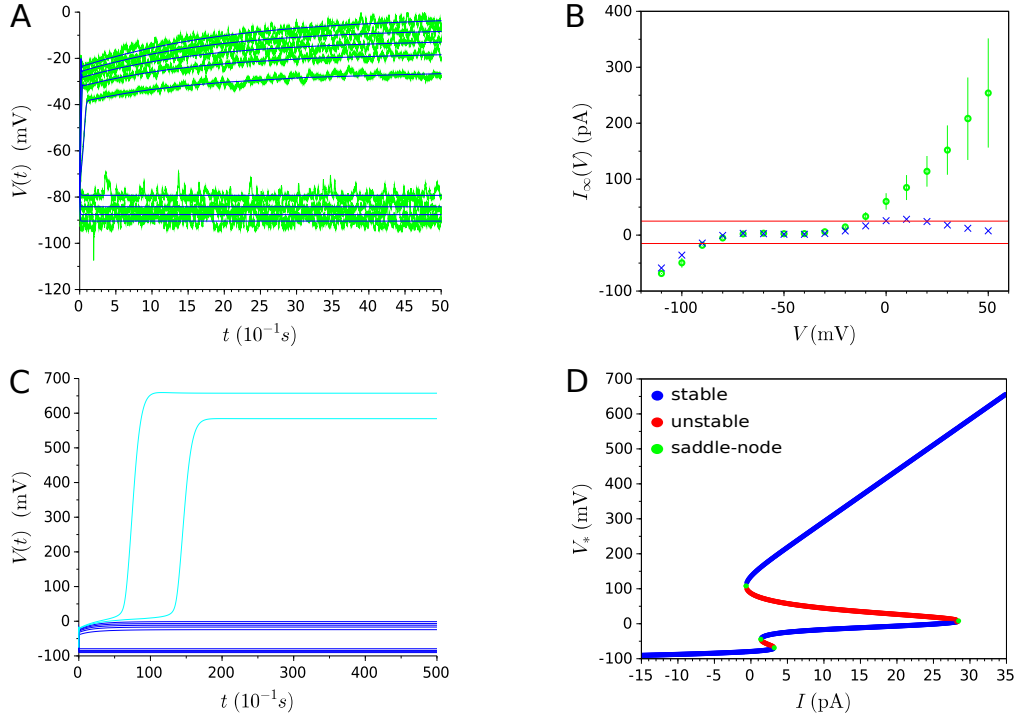 A
0
-20
-40
-60
-80
-100
-120
V(t) (mV)
0 5 10 15 20 25 30 35 40 45 50
t (10⁻¹s)
B
400
300
200
100
0
-100
I∞(V) (pA)
-100 -50 0 50
V (mV)
C
700
600
500
400
300
200
100
0
-100
V(t) (mV)
0 100 200 300 400 500
t (10⁻¹s)
D
700
600
500
400
300
200
100
0
-100
V* (mV)
stable
unstable
saddle-node
-15 -10 -5 0 5 10 15 20 25 30 35
I (pA)